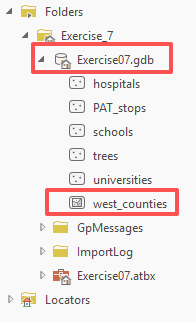 Folders
Exercise_7
Exercise07.gdb
hospitals
PAT_stops
schools
trees
universities
west_counties
GpMessages
ImportLog
Exercise07.atbx
Locators